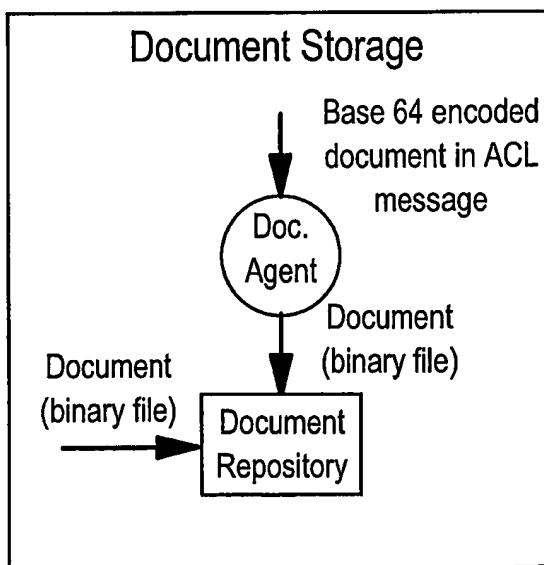 Document Storage
Base 64 encoded
document in ACL
message
Doc.
Agent
Document
(binary file)
Document
(binary file)
Document
Repository